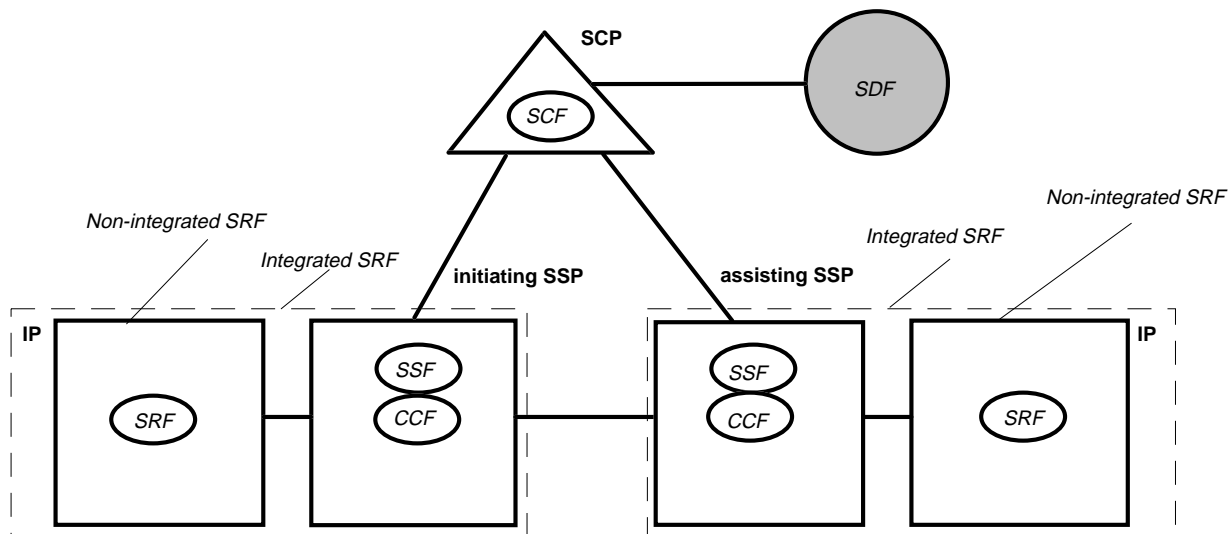 SCP
SDF
SCF
Non-integrated SRF
Non-integrated SRF
Integrated SRF
Integrated SRF
initiating SSP
assisting SSP
IP
IP
SSF
SSF
SRF
CCF
CCF
SRF